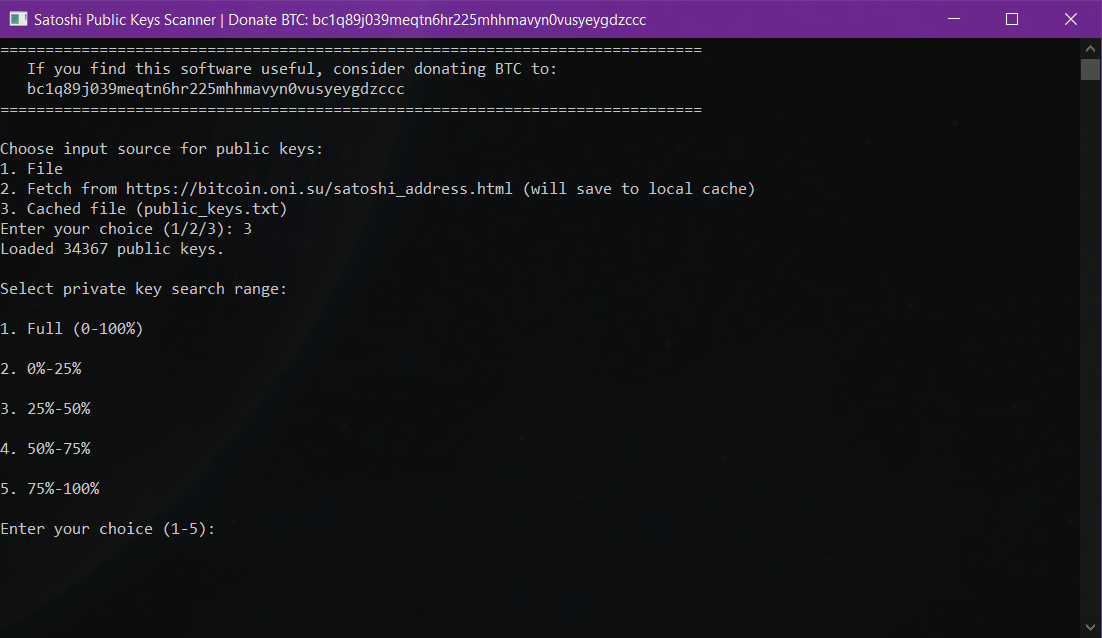 Satoshi Public Keys Scanner | Donate BTC: bc1q89j039meqtn6hr225mhhmavyn0vusyeygdzccc
==============================================================================
If you find this software useful, consider donating BTC to:
bc1q89j039meqtn6hr225mhhmavyn0vusyeygdzccc
==============================================================================
Choose input source for public keys:
1. File
2. Fetch from https://bitcoin.oni.su/satoshi_address.html (will save to local cache)
3. Cached file (public_keys.txt)
Enter your choice (1/2/3): 3
Loaded 34367 public keys.
Select private key search range:
1. Full (0-100%)
2. 0%-25%
3. 25%-50%
4. 50%-75%
5. 75%-100%
Enter your choice (1-5):